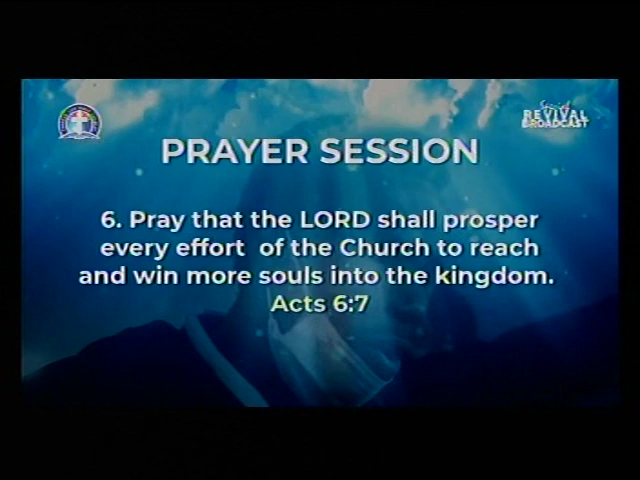 REVIVAL
BROADCAST
PRAYER SESSION
6. Pray that the LORD shall prosper
every effort of the Church to reach
and win more souls into the kingdom.
Acts 6:7